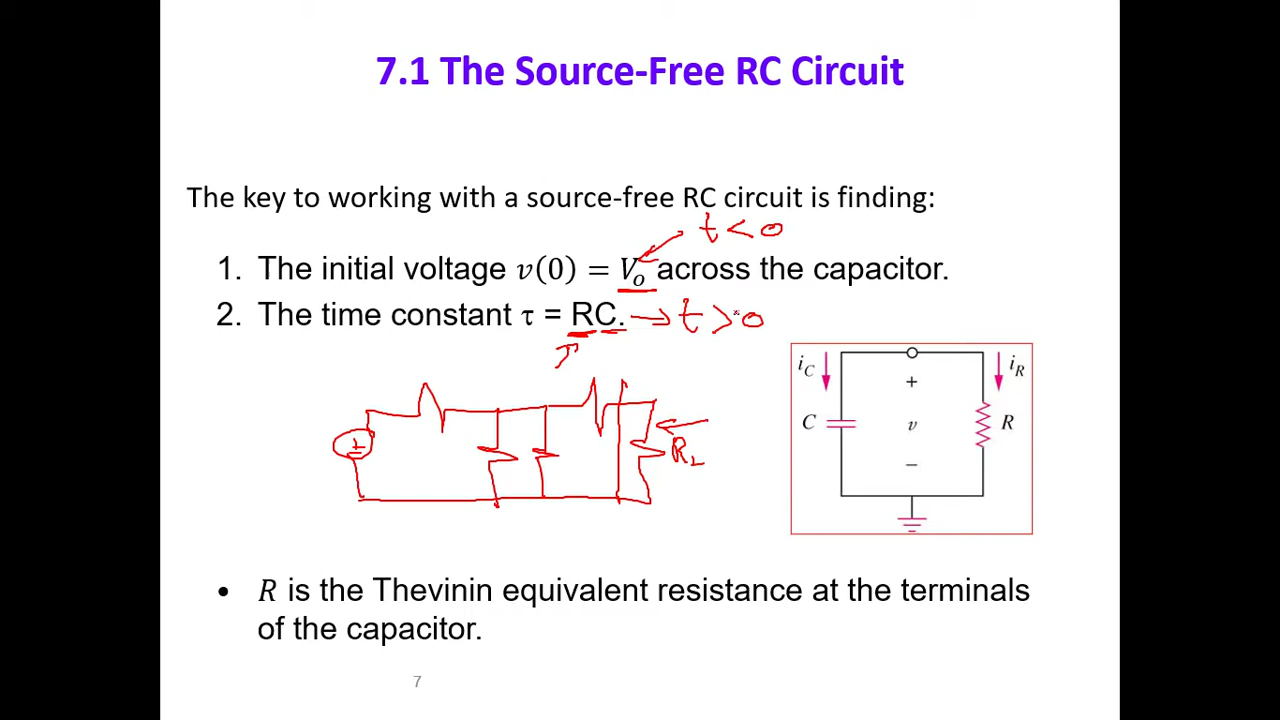 7.1 The Source-Free RC Circuit
The key to working with a source-free RC circuit is finding:
t < 0
1. The initial voltage v(0) = Vo across the capacitor.
2. The time constant τ = RC. → t > 0
iC
+
iR
C
v
R
−
±
RL
• R is the Thevinin equivalent resistance at the terminals
of the capacitor.
7